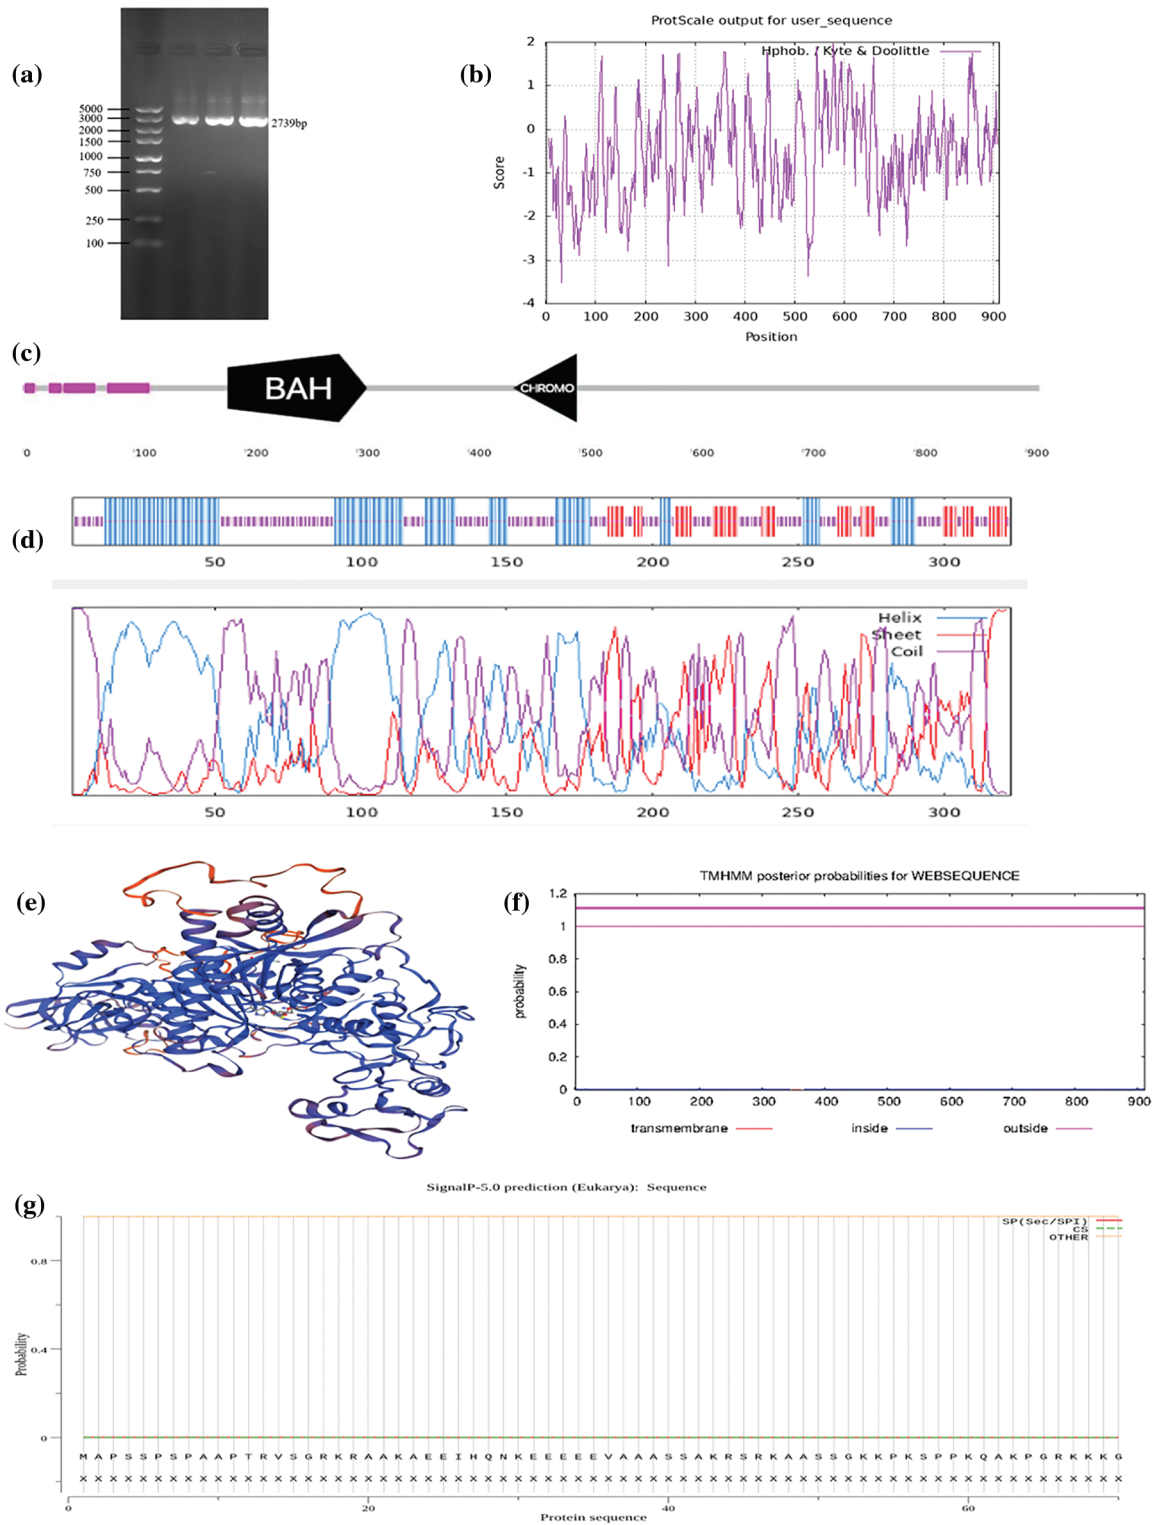 (a)
5000
3000
2000
1500
1000
750
500
250
100
2739bp
(b)
ProtScale output for user_sequence
Hphob. / Kyte & Doolittle
2
1
0
-1
-2
-3
-4
Score
0 100 200 300 400 500 600 700 800 900
Position
(c)
BAH
CHROMO
'0 '100 '200 '300 '400 '500 '600 '700 '800 '900
(d)
50 100 150 200 250 300
Helix
Sheet
Coil
50 100 150 200 250 300
(e)
(f)
TMHMM posterior probabilities for WEBSEQUENCE
1.2
1
0.8
0.6
0.4
0.2
0
probability
0 100 200 300 400 500 600 700 800 900
transmembrane inside outside
(g)
SignalP-5.0 prediction (Eukarya): Sequence
SP(Sec/SPI)
CS
OTHER
0.8
0.4
0
Probability
M A P S S P S P A A P T R V S G R K R A A K A E E I H Q N K E E E E E V A A A S S A K R S R K A A S S G K K P K S P P K Q A K P G R K K K G
X X X X X X X X X X X X X X X X X X X X X X X X X X X X X X X X X X X X X X X X X X X X X X X X X X X X X X X X X X X X X X X X X X X X X X
0 20 40 60
Protein sequence